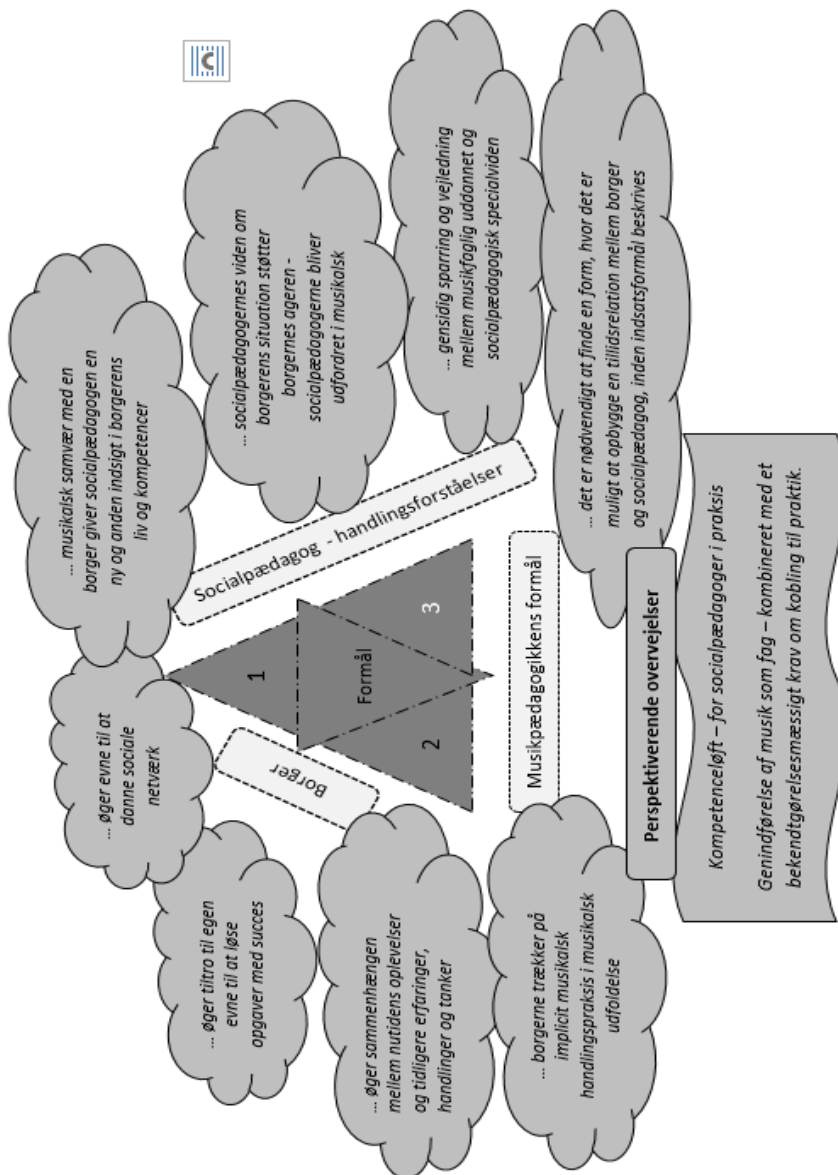 ... øger tiltro til egen
evne til at løse
opgaver med succes
... øger evne til at
danne sociale
netværk
... musikalsk samvær med en
borger giver socialpædagogen en
ny og anden indsigt i borgerens
liv og kompetencer
... øger sammenhængen
mellem nutidens oplevelser
og tidligere erfaringer,
handlinger og tanker
Borger
1
Formål
2
3
Socialpædagog - handlingsforståelser
... socialpædagogernes viden om
borgerens situation støtter
borgernes ageren -
socialpædagogerne bliver
udfordret i musikalsk
... borgerne trækker på
implicit musikalsk
handlingspraksis i musikalsk
udfoldelse
Musikpædagogikkens formål
... gensidig sparring og vejledning
mellem musikfaglig uddannet og
socialpædagogisk specialviden
... det er nødvendigt at finde en form, hvor det er
muligt at opbygge en tillidsrelation mellem borger
og socialpædagog, inden indsatsformål beskrives
Perspektiverende overvejelser
Kompetenceløft – for socialpædagoger i praksis
Genindførelse af musik som fag – kombineret med et
bekendtgørelsesmæssigt krav om kobling til praktik.